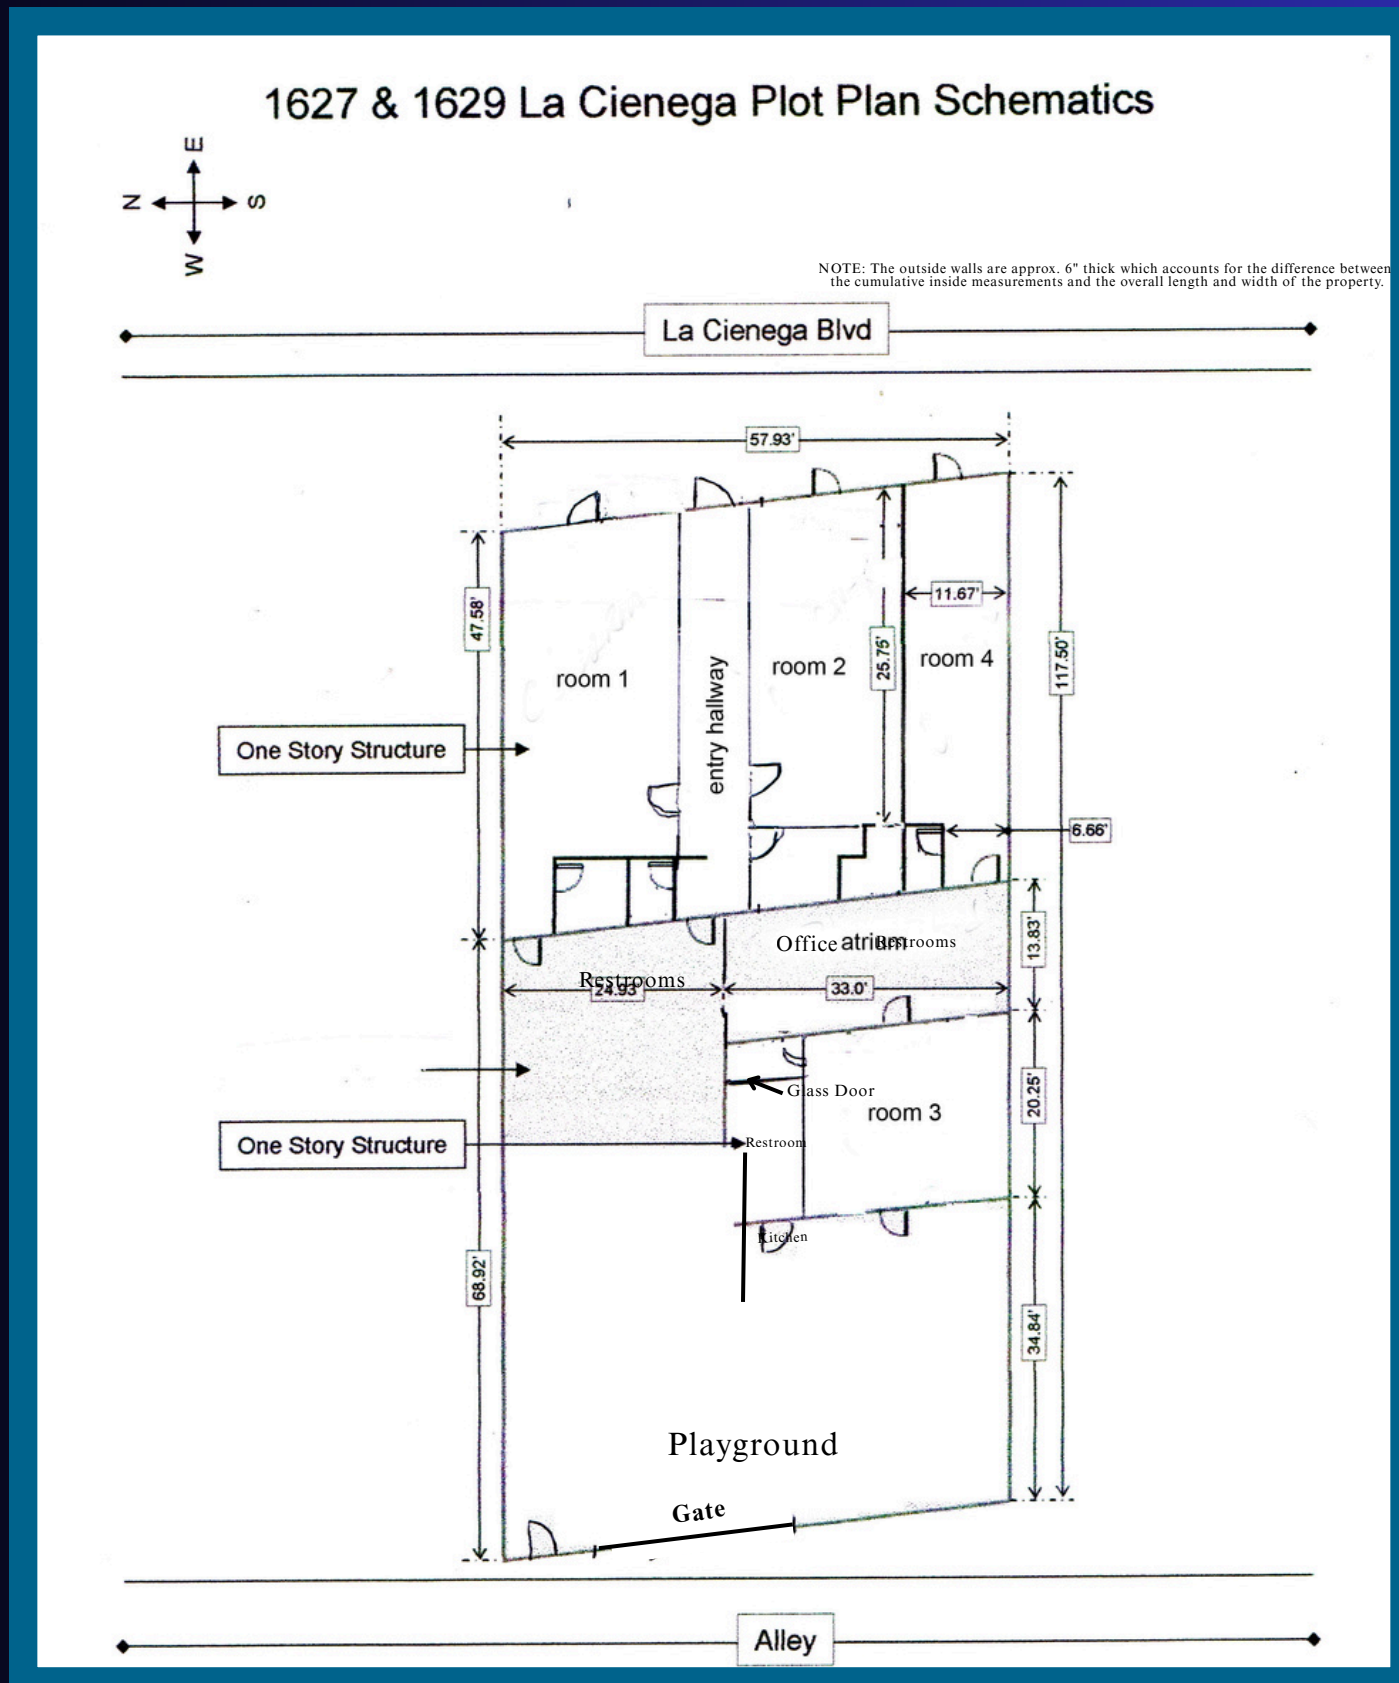 1627 & 1629 La Cienega Plot Plan Schematics
E
N
S
W
NOTE: The outside walls are approx. 6" thick which accounts for the difference between
the cumulative inside measurements and the overall length and width of the property.
La Cienega Blvd
57.93'
47.58'
11.67'
25.75'
117.50'
room 1
entry hallway
room 2
room 4
One Story Structure
6.66'
13.83'
Office atrium Restrooms
Restrooms
24.93'
33.0'
Glass Door
room 3
20.25'
One Story Structure
Restroom
Kitchen
68.92'
34.84'
Playground
Gate
Alley